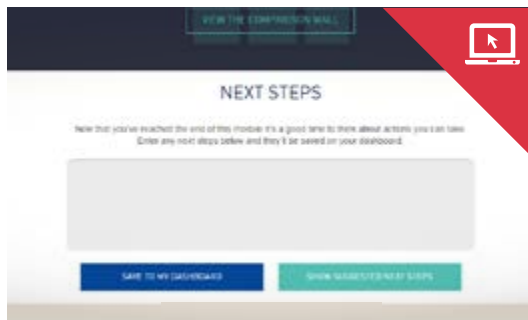 VIEW THE COMPARISON WALL
NEXT STEPS
Now that you've reached the end of this module it's a good time to think about actions you can take
Enter any next steps below and they'll be saved on your dashboard
SAVE TO MY DASHBOARD
SHOW SUGGESTED NEXT STEPS